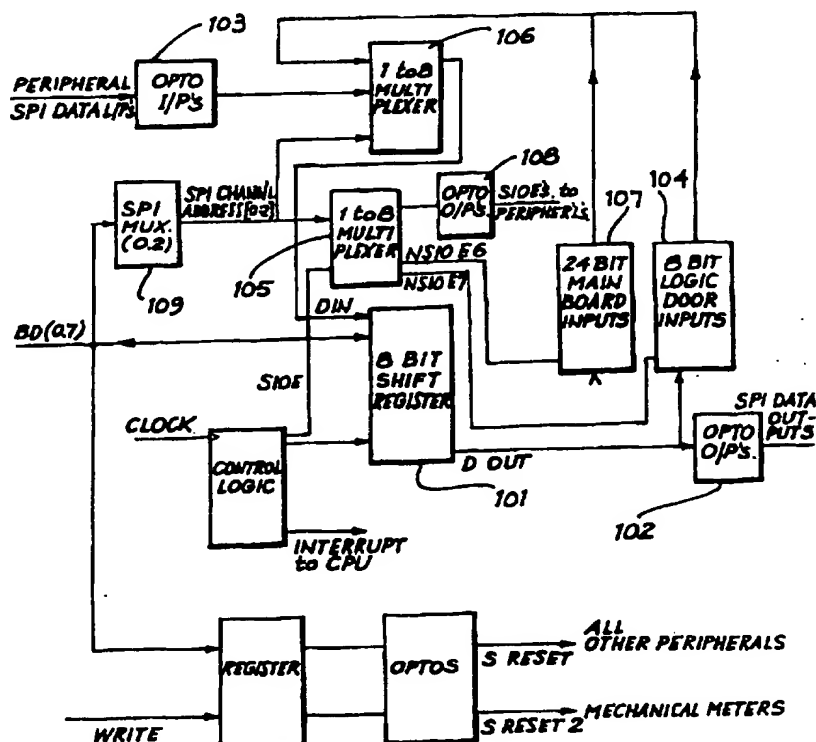 103
106
PERIPHERAL
SPI DATA I/P's
OPTO
I/P's
1 to 8
MULTI
PLEXER
108
SPI
MUX.
(0.2)
SPI CHANNEL
ADDRESS [0.2]
1 to 8
MULTI
PLEXER
OPTO
O/P's.
SIOE's. to
PERIPHER'LS.
107
104
109
105
NSIO E6
NSIO E7
24 BIT
MAIN
BOARD
INPUTS
8 BIT
LOGIC
DOOR
INPUTS
DIN
BD (0.7)
8 BIT
SHIFT
REGISTER
SIOE
CLOCK
CONTROL
LOGIC
D OUT
SPI DATA
OUT-
PUTS
OPTO
O/P's.
101
102
INTERRUPT
to CPU
REGISTER
OPTOS
ALL
OTHER PERIPHERALS
S RESET
MECHANICAL METERS
S RESET 2
WRITE